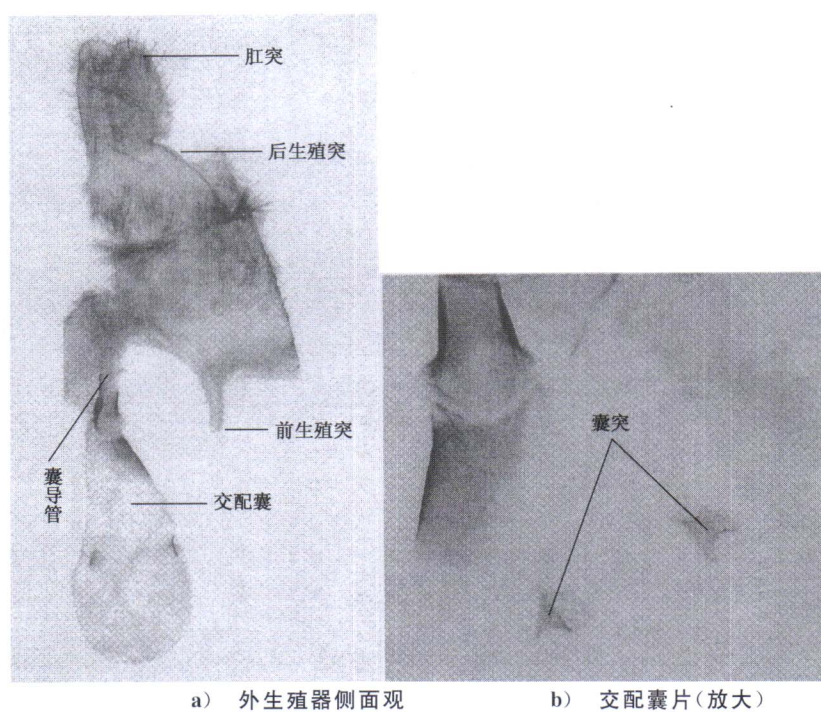 肛突
后生殖突
前生殖突
囊导管
交配囊
囊突
a) 外生殖器侧面观
b) 交配囊片(放大)